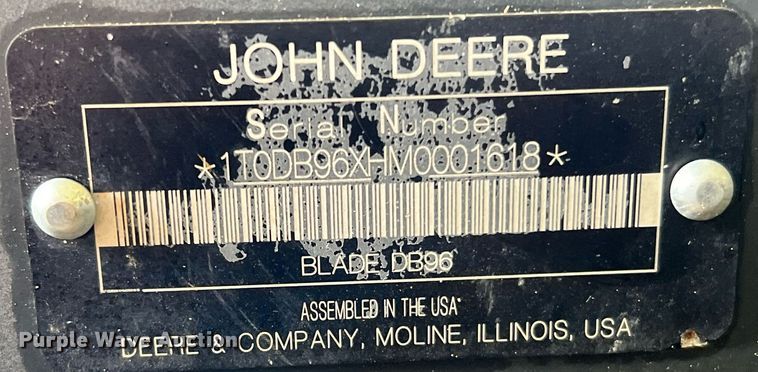 JOHN DEERE
Serial Number
*1T0DB96XHM0001618*
BLADE: DB96
ASSEMBLED IN THE USA*
DEERE & COMPANY, MOLINE, ILLINOIS, USA
Purple Wave Auction